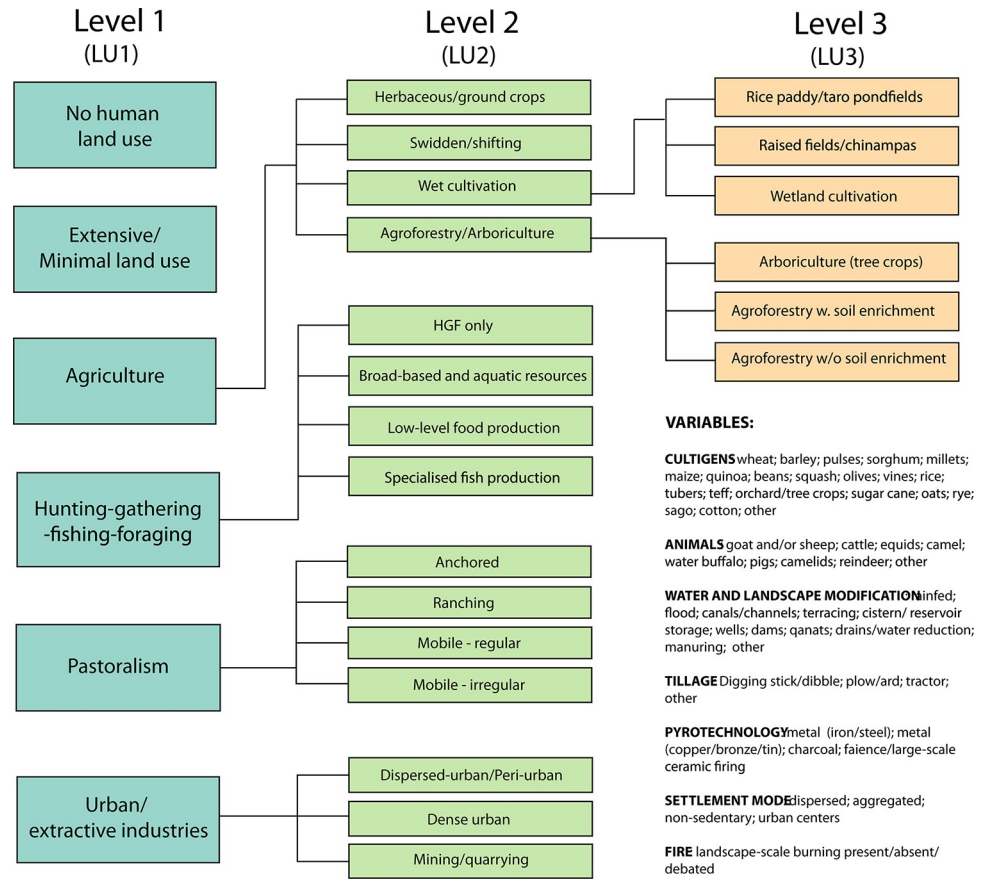 Level 1
(LU1)
No human
land use
Extensive/
Minimal land use
Agriculture
Hunting-gathering
-fishing-foraging
Pastoralism
Urban/
extractive industries
Level 2
(LU2)
Herbaceous/ground crops
Swidden/shifting
Wet cultivation
Agroforestry/Arboriculture
HGF only
Broad-based and aquatic resources
Low-level food production
Specialised fish production
Anchored
Ranching
Mobile - regular
Mobile - irregular
Dispersed-urban/Peri-urban
Dense urban
Mining/quarrying
Level 3
(LU3)
Rice paddy/taro pondfields
Raised fields/chinampas
Wetland cultivation
Arboriculture (tree crops)
Agroforestry w. soil enrichment
Agroforestry w/o soil enrichment
VARIABLES:
CULTIGENS wheat; barley; pulses; sorghum; millets;
maize; quinoa; beans; squash; olives; vines; rice;
tubers; teff; orchard/tree crops; sugar cane; oats; rye;
sago; cotton; other
ANIMALS goat and/or sheep; cattle; equids; camel;
water buffalo; pigs; camelids; reindeer; other
WATER AND LANDSCAPE MODIFICATION
flood; canals/channels; terracing; cistern/ reservoir
storage; wells; dams; qanats; drains/water reduction;
manuring; other
TILLAGE Digging stick/dibble; plow/ard; tractor;
other
PYROTECHNOLOGY metal (iron/steel); metal
(copper/bronze/tin); charcoal; faience/large-scale
ceramic firing
SETTLEMENT MODE dispersed; aggregated;
non-sedentary; urban centers
FIRE landscape-scale burning present/absent/
debated